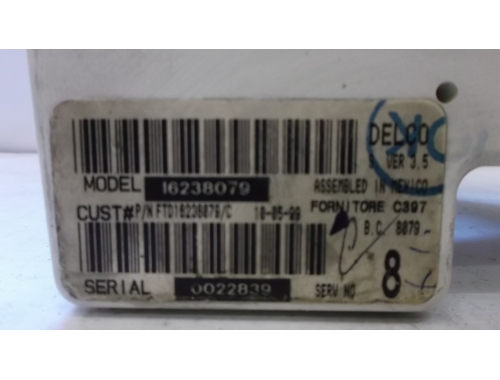 DELCO
VER 3.5
MODEL 16238079
ASSEMBLED IN MEXICO
CUST# P/N FTD16238079/C 10-05-99
FORNITORE C397
B.C. 8079
SERIAL 0022839
SERV NO 8